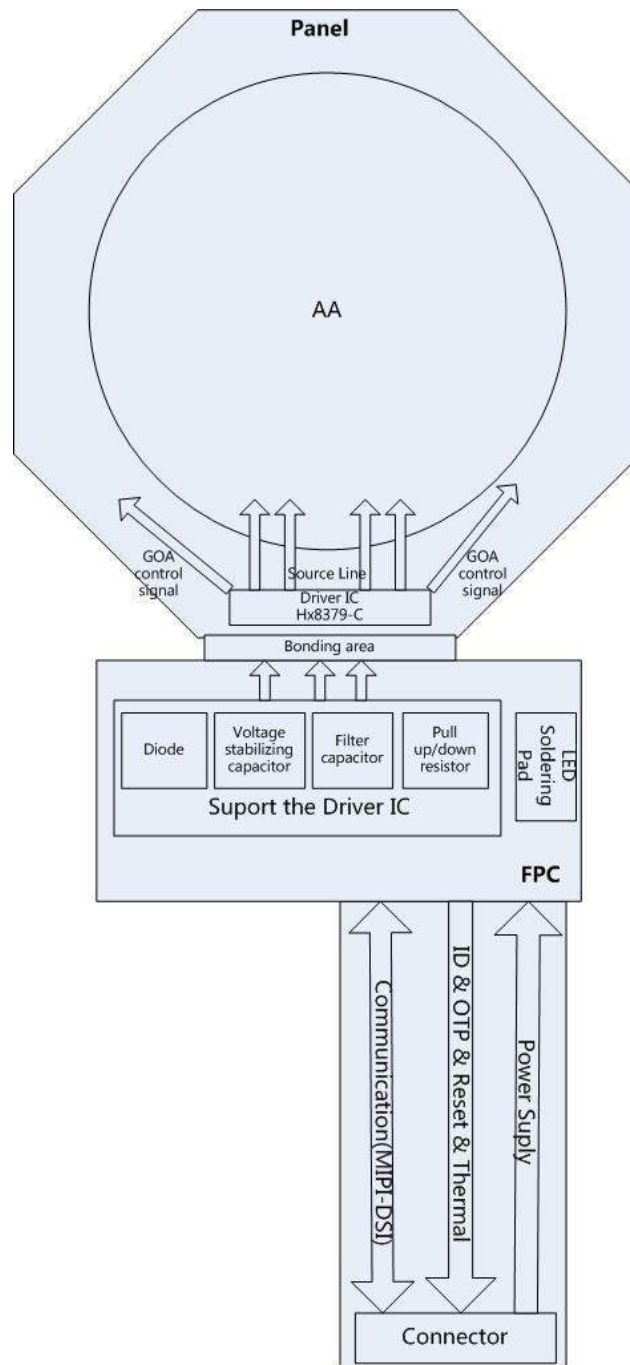 Panel
AA
GOA
control
signal
Source Line
GOA
control
signal
Driver IC
Hx8379-C
Bonding area
Diode
Voltage
stabilizing
capacitor
Filter
capacitor
Pull
up/down
resistor
LED
Soldering
Pad
Suport the Driver IC
FPC
Communication(MIPI-DSI)
ID & OTP & Reset & Thermal
Power Suply
Connector